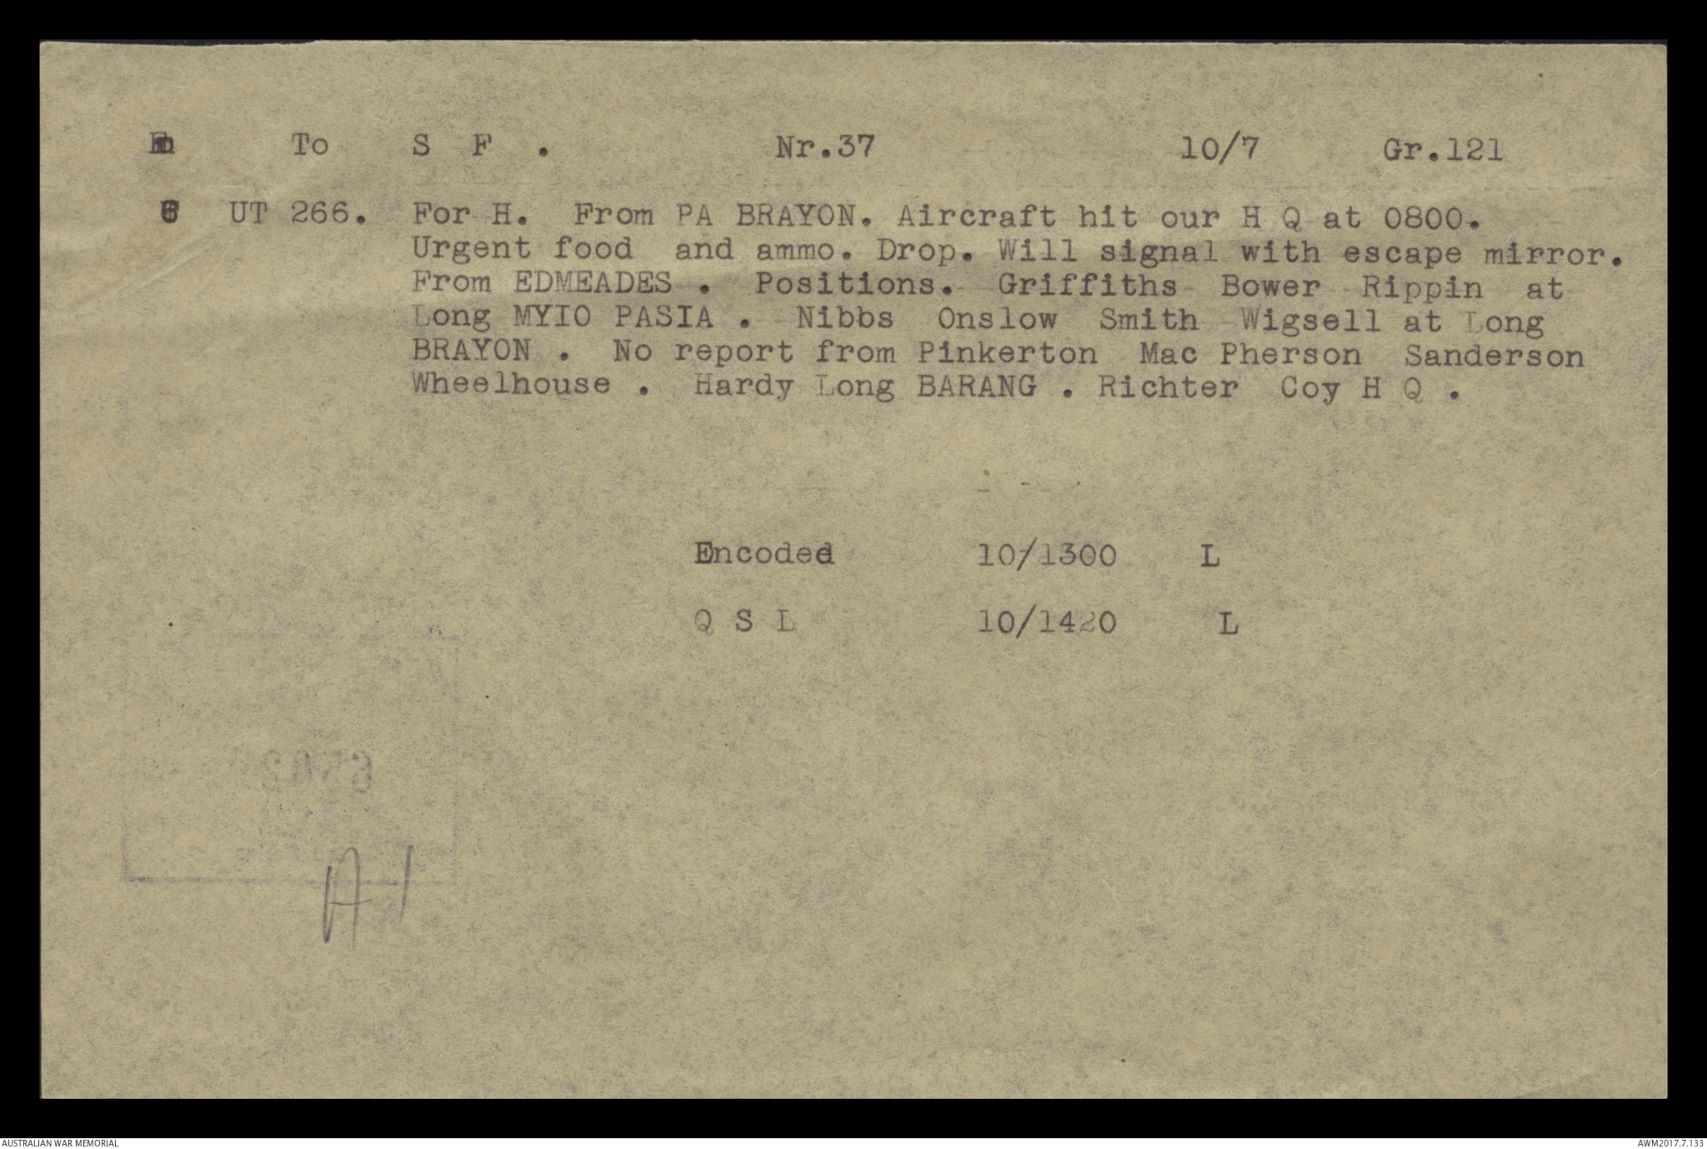 To S F . Nr.37 10/7 Gr.121
UT 266. For H. From PA BRAYON. Aircraft hit our H Q at 0800.
Urgent food and ammo. Drop. Will signal with escape mirror.
From EDMEADES . Positions. Griffiths Bower Rippin at
Long MYIO PASIA . Nibbs Onslow Smith Wigsell at Long
BRAYON . No report from Pinkerton Mac Pherson Sanderson
Wheelhouse . Hardy Long BARANG . Richter Coy H Q .
Encoded 10/1300 L
Q S L 10/1420 L
A1
AUSTRALIAN WAR MEMORIAL AWM2017.7.133